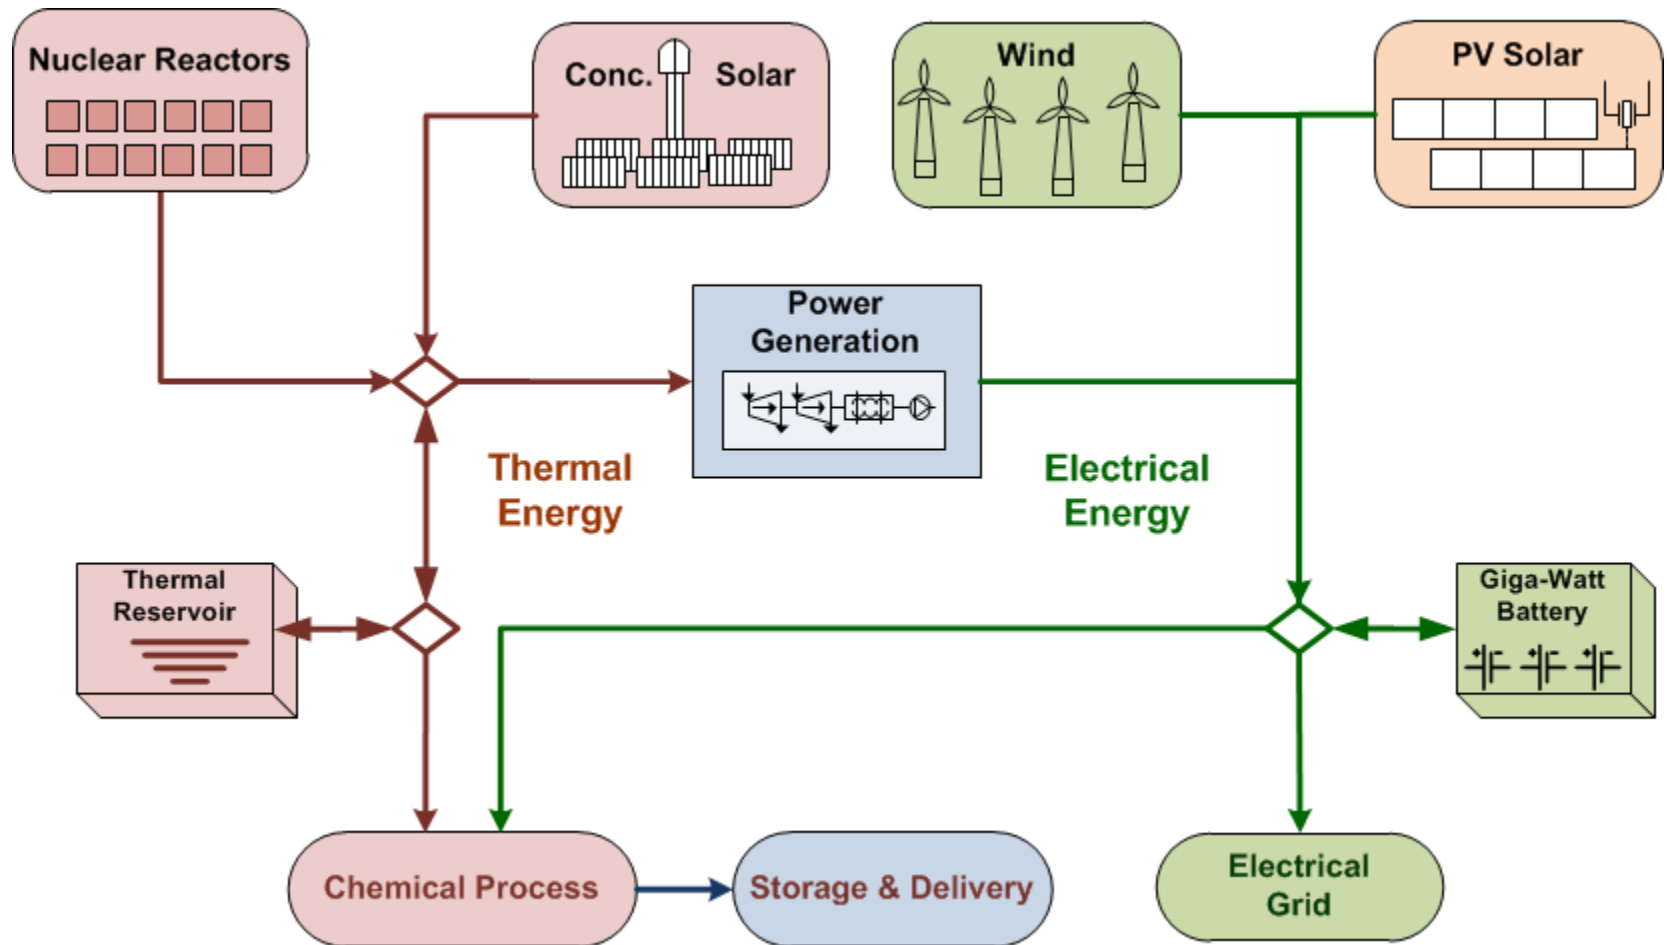 Nuclear Reactors
Conc. Solar
Wind
PV Solar
Power
Generation
Thermal
Energy
Electrical
Energy
Thermal
Reservoir
Giga-Watt
Battery
Chemical Process
Storage & Delivery
Electrical
Grid